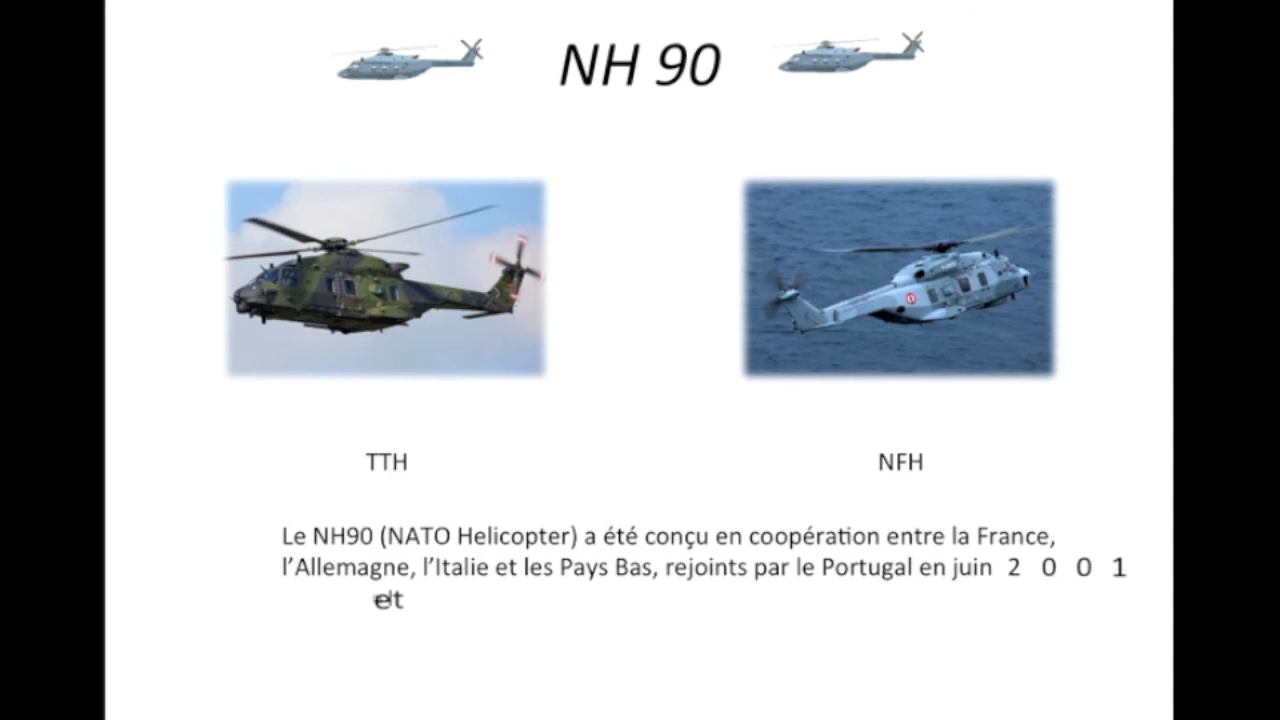 NH 90
TTH
NFH
Le NH90 (NATO Helicopter) a été conçu en coopération entre la France,
l’Allemagne, l’Italie et les Pays Bas, rejoints par le Portugal en juin 2 0 0 1
et